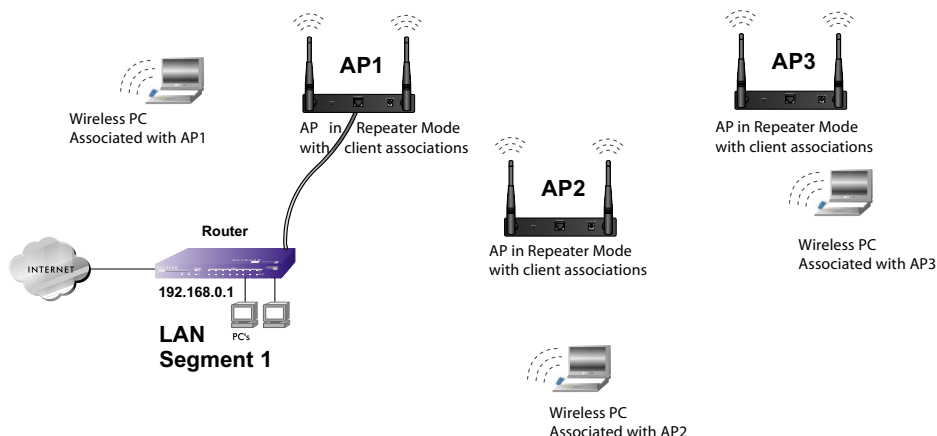 AP1
AP in Repeater Mode
with client associations
Wireless PC
Associated with AP1
AP3
AP in Repeater Mode
with client associations
AP2
AP in Repeater Mode
with client associations
Wireless PC
Associated with AP3
Router
INTERNET
192.168.0.1
LAN
Segment 1
PC's
Wireless PC
Associated with AP2